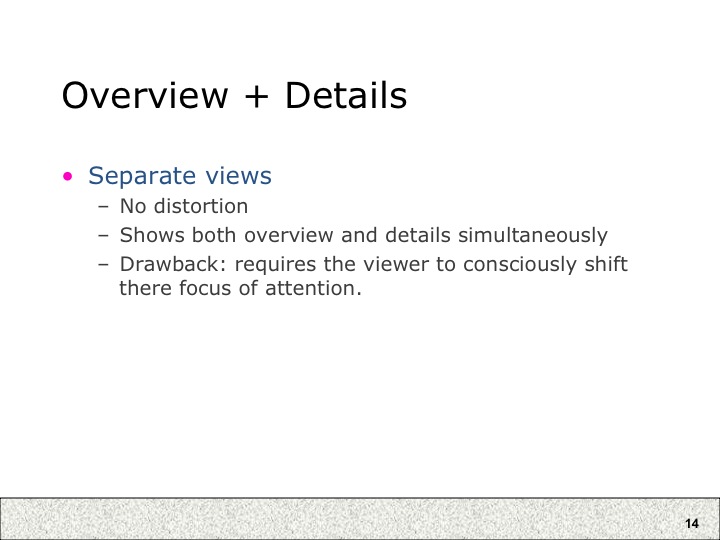 Overview + Details
• Separate views
– No distortion
– Shows both overview and details simultaneously
– Drawback: requires the viewer to consciously shift
there focus of attention.
14